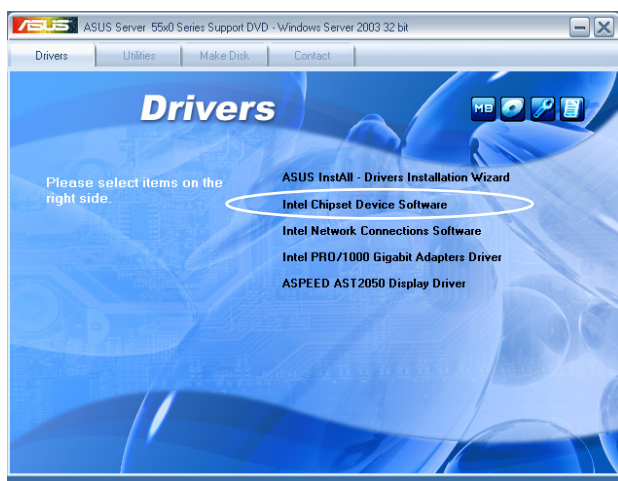 ASUS ASUS Server 55x0 Series Support DVD - Windows Server 2003 32 bit
Drivers Utilities Make Disk Contact
Drivers
MB
Please select items on the
right side.
ASUS InstAll - Drivers Installation Wizard
Intel Chipset Device Software
Intel Network Connections Software
Intel PRO/1000 Gigabit Adapters Driver
ASPEED AST2050 Display Driver